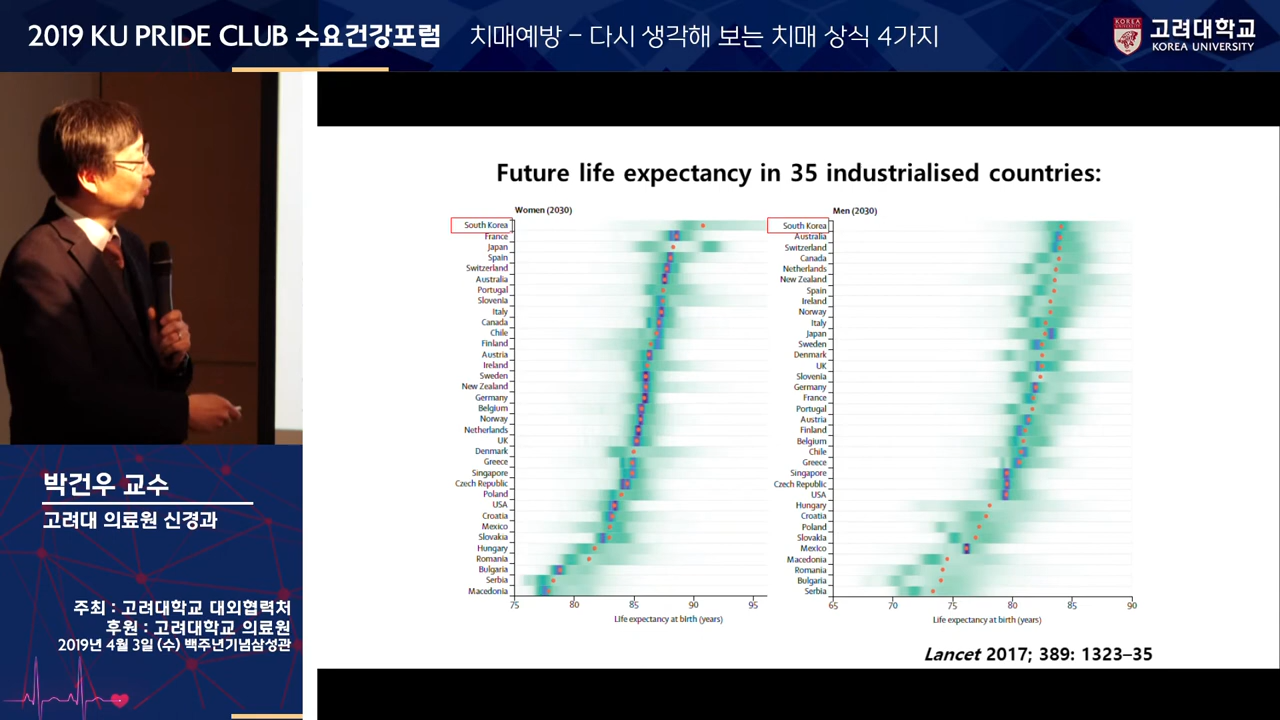 2019 KU PRIDE CLUB 수요건강포럼
치매예방 – 다시 생각해 보는 치매 상식 4가지
KOREA
UNIVERSITY
고려대학교
KOREA UNIVERSITY
Future life expectancy in 35 industrialised countries:
Women (2030)
South Korea
France
Japan
Spain
Switzerland
Australia
Portugal
Slovenia
Italy
Canada
Chile
Finland
Austria
Ireland
Sweden
New Zealand
Germany
Belgium
Norway
Netherlands
UK
Denmark
Greece
Singapore
Czech Republic
Poland
USA
Croatia
Mexico
Slovakia
Hungary
Romania
Bulgaria
Serbia
Macedonia
75 80 85 90 95
Life expectancy at birth (years)
Men (2030)
South Korea
Australia
Switzerland
Canada
Netherlands
New Zealand
Spain
Ireland
Norway
Italy
Japan
Sweden
Denmark
UK
Slovenia
Germany
France
Portugal
Austria
Finland
Belgium
Chile
Greece
Singapore
Czech Republic
USA
Hungary
Croatia
Poland
Slovakia
Mexico
Macedonia
Romania
Bulgaria
Serbia
65 70 75 80 85 90
Life expectancy at birth (years)
Lancet 2017; 389: 1323–35
박건우 교수
고려대 의료원 신경과
주최 : 고려대학교 대외협력처
후원 : 고려대학교 의료원
2019년 4월 3일 (수) 백주년기념삼성관